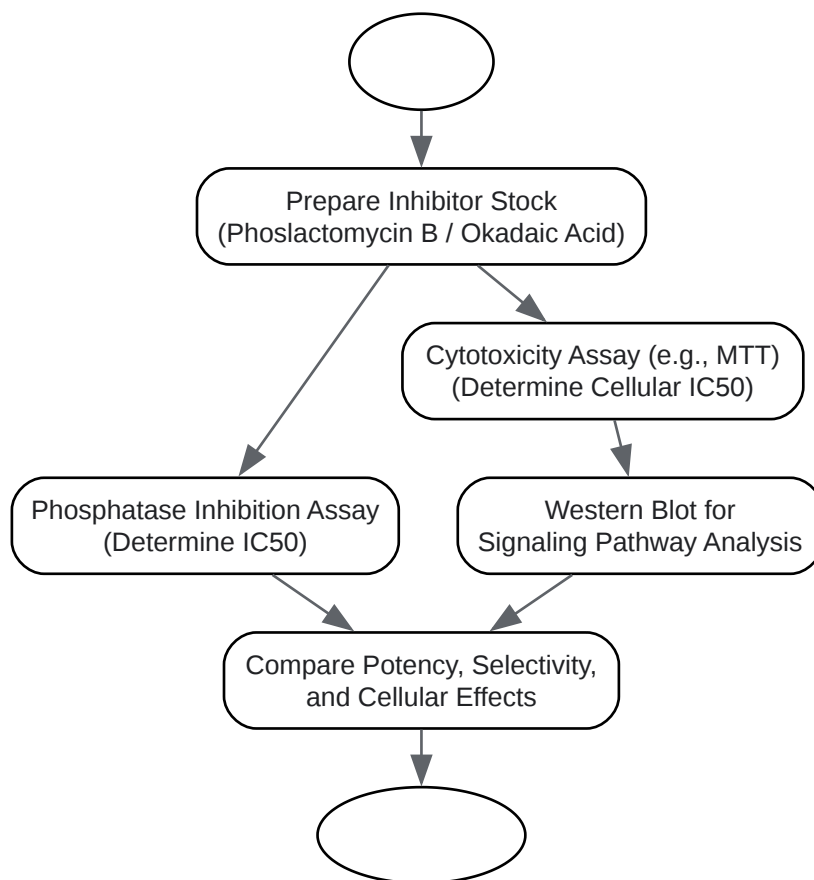 Prepare Inhibitor Stock
(Phoslactomycin B / Okadaic Acid)
Cytotoxicity Assay (e.g., MTT)
(Determine Cellular IC50)
Phosphatase Inhibition Assay
(Determine IC50)
Western Blot for
Signaling Pathway Analysis
Compare Potency, Selectivity,
and Cellular Effects